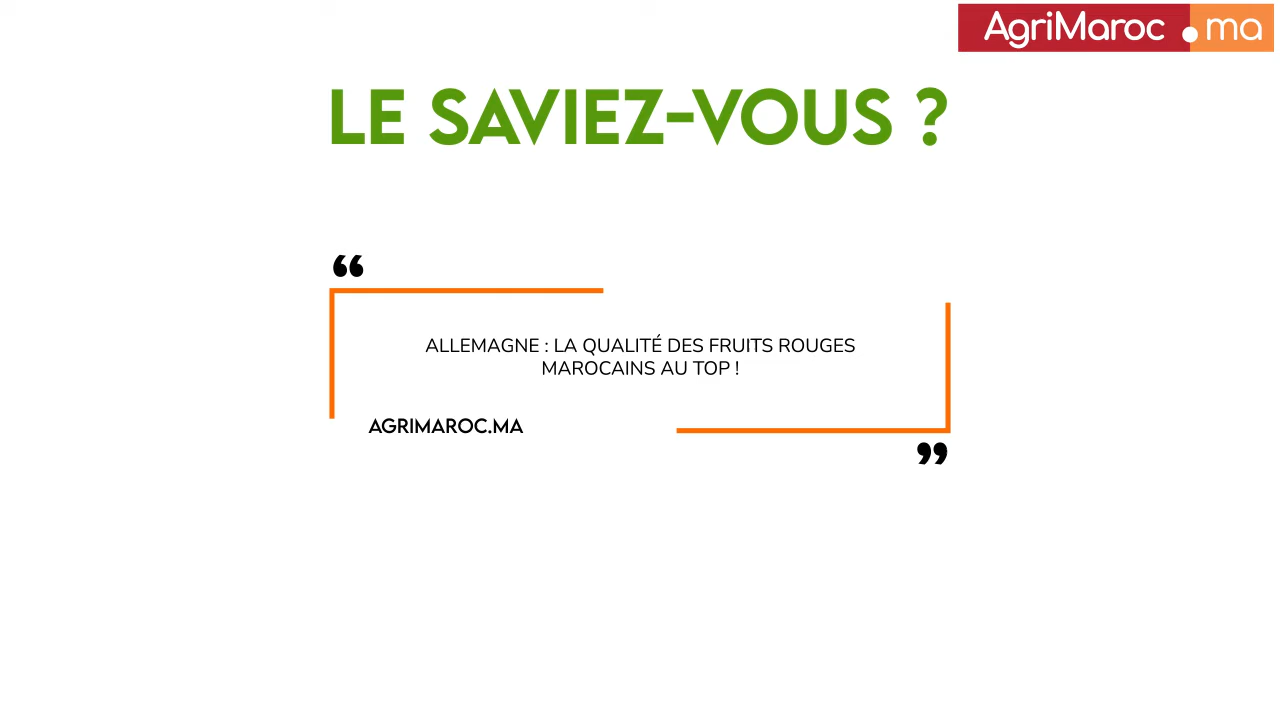 AgriMaroc .ma
LE SAVIEZ-VOUS ?
“
ALLEMAGNE : LA QUALITÉ DES FRUITS ROUGES
MAROCAINS AU TOP !
AGRIMAROC.MA
”